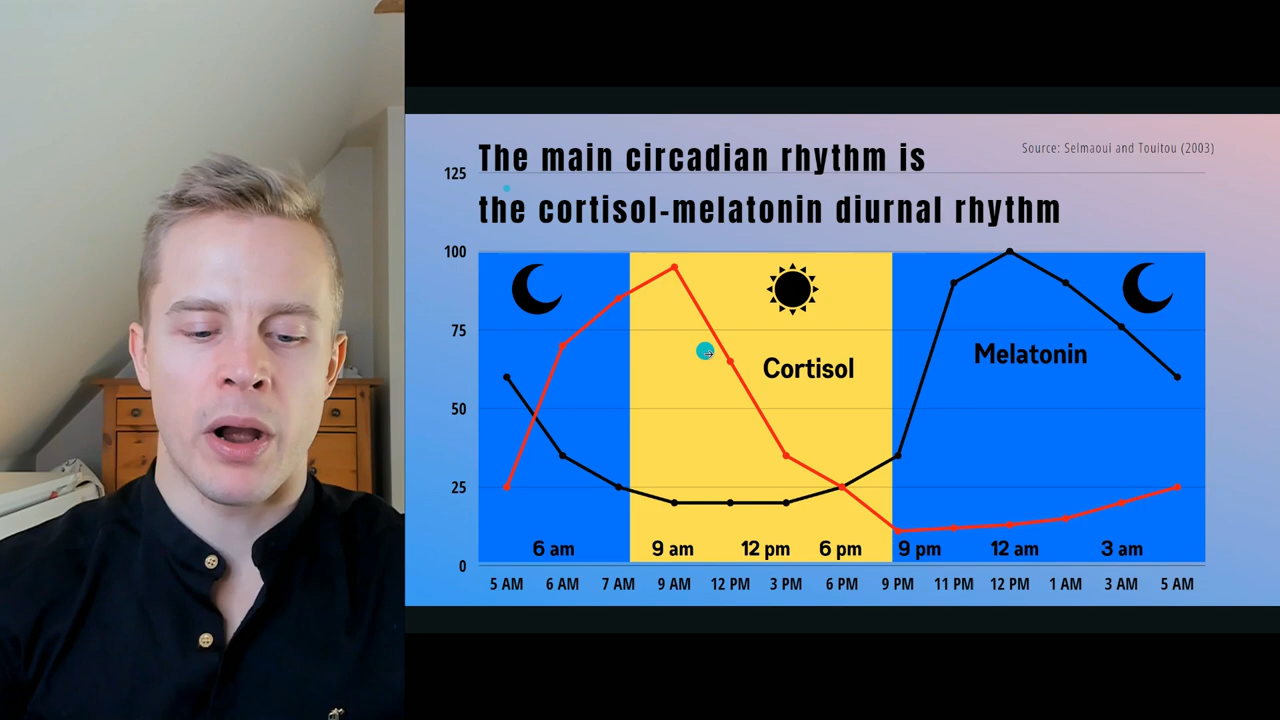 The main circadian rhythm is
Source: Selmaoui and Touitou (2003)
125
the cortisol-melatonin diurnal rhythm
100
75
Melatonin
Cortisol
50
25
6 am 9 am 12 pm 6 pm 9 pm 12 am 3 am
0
5 AM 6 AM 7 AM 9 AM 12 PM 3 PM 6 PM 9 PM 11 PM 12 PM 1 AM 3 AM 5 AM